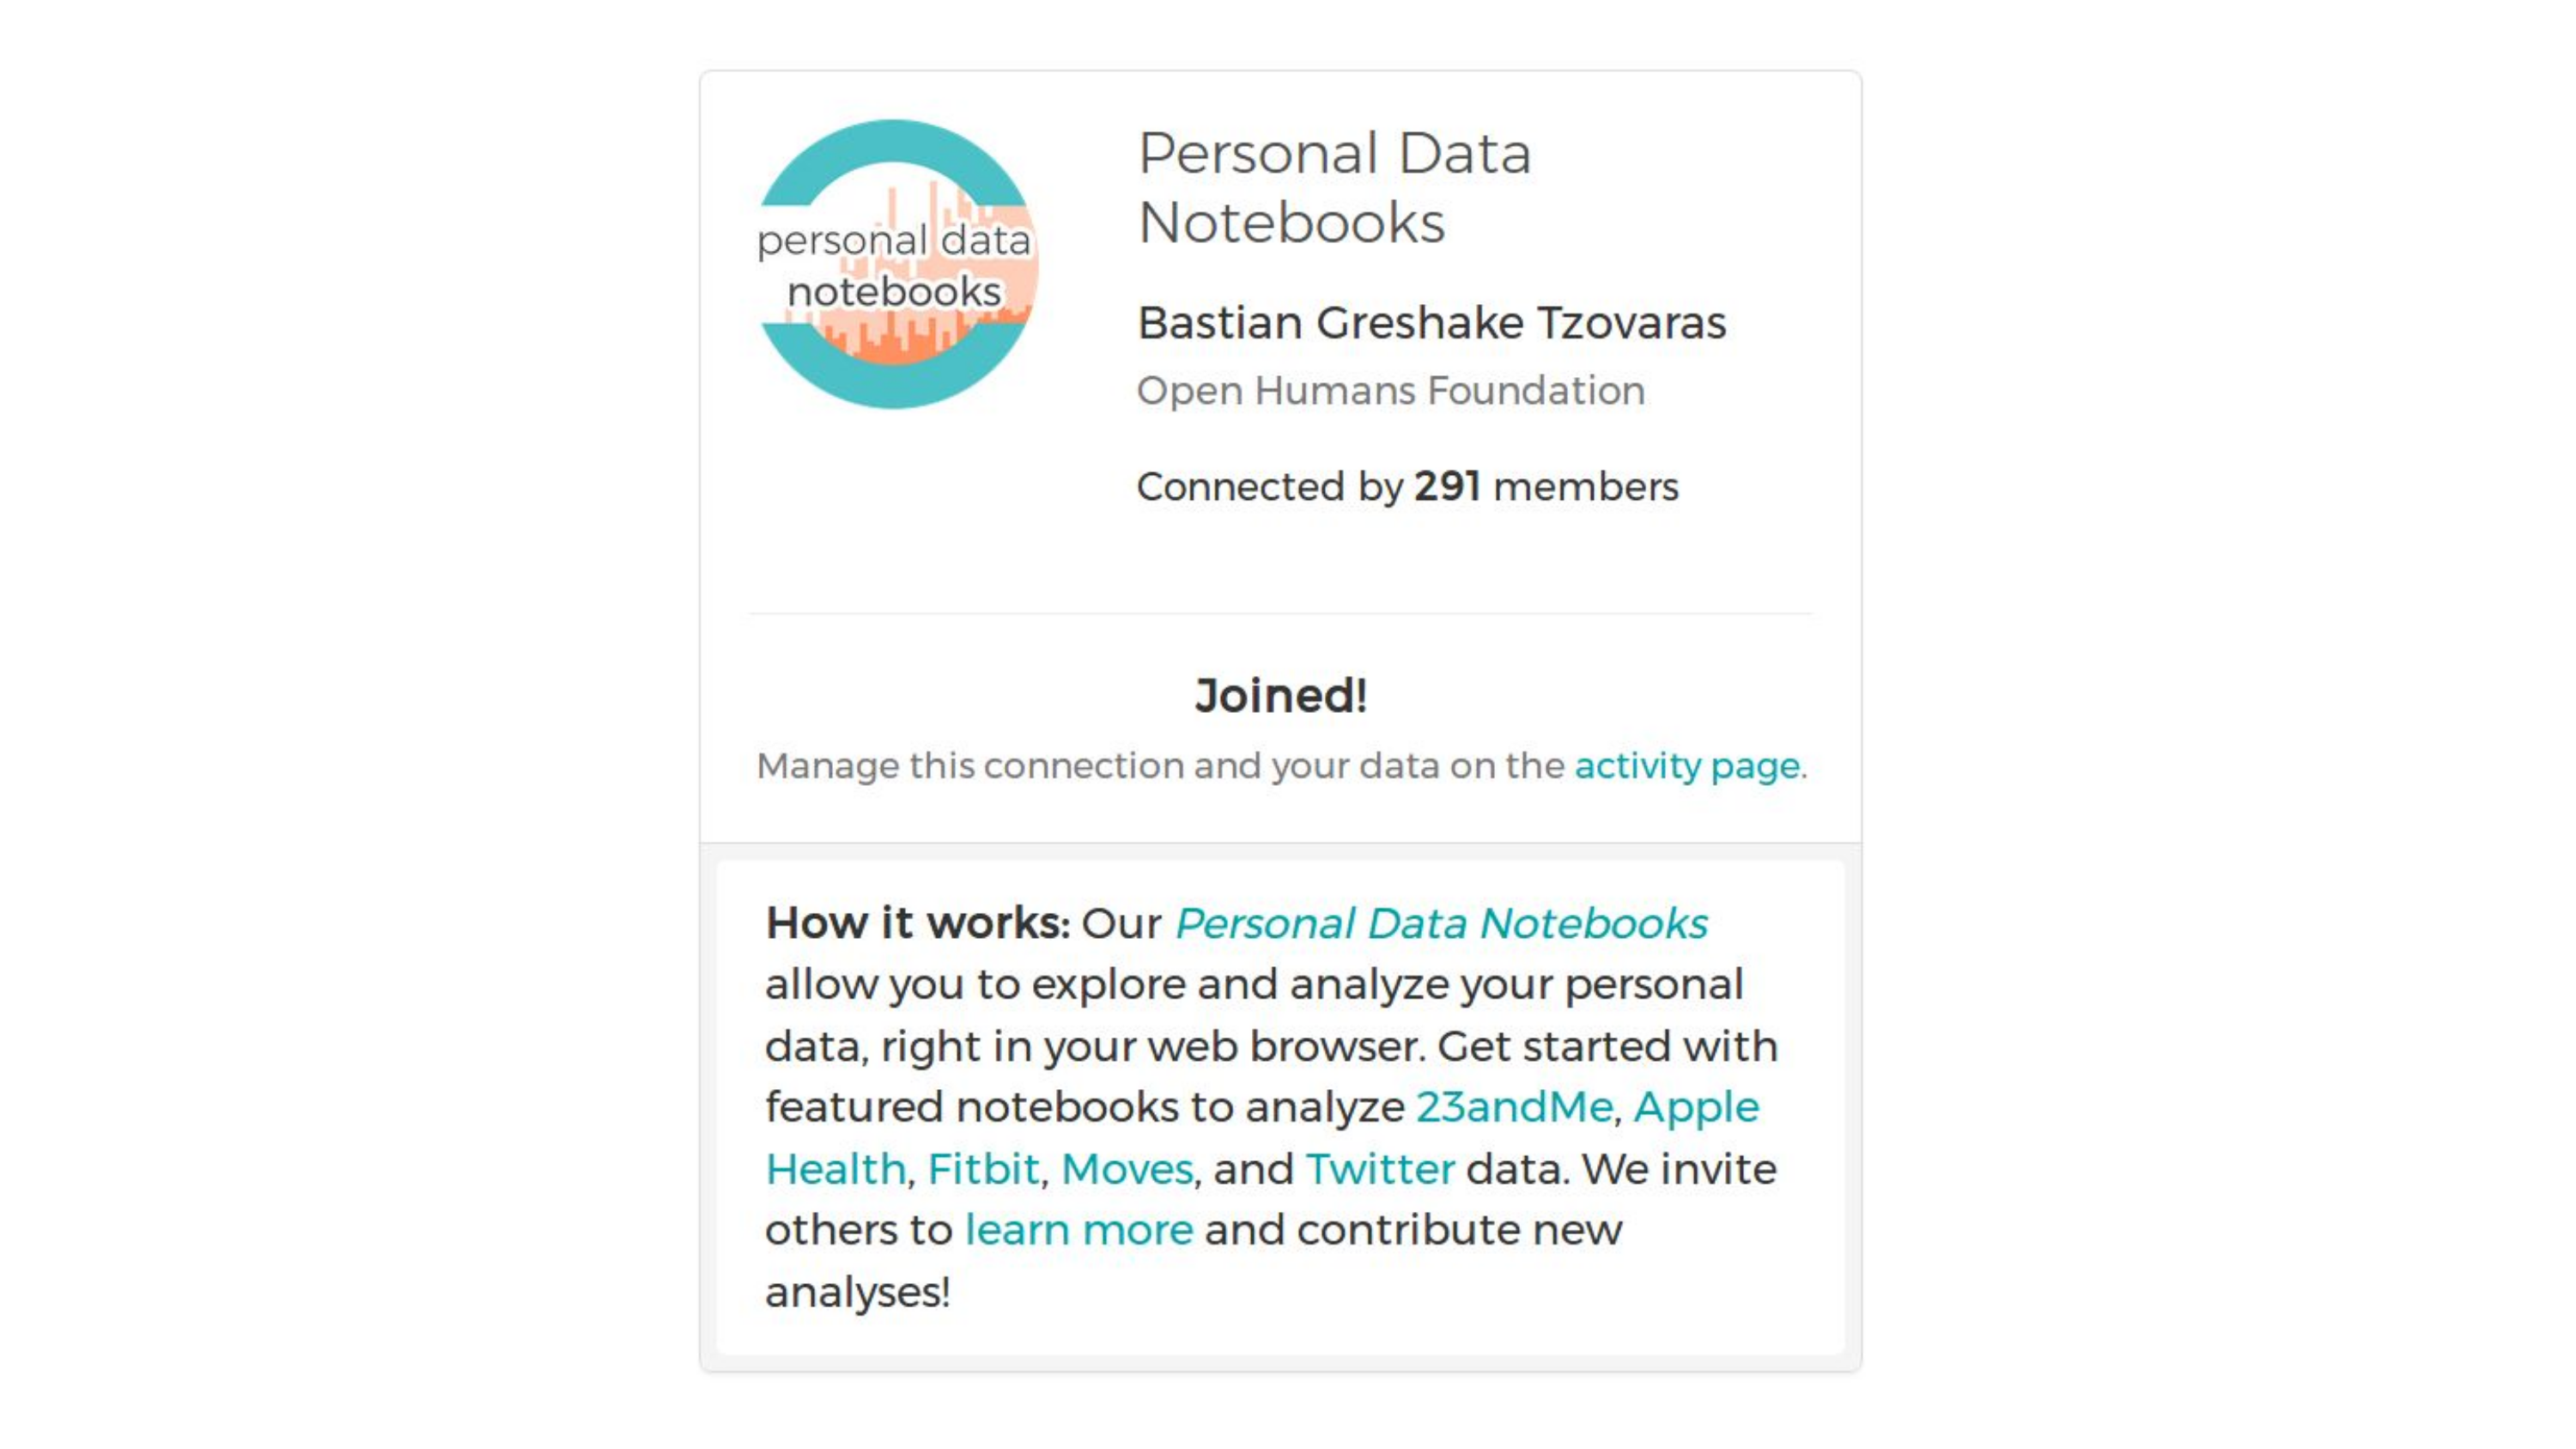 personal data
notebooks
Personal Data
Notebooks
Bastian Greshake Tzovaras
Open Humans Foundation
Connected by 291 members
Joined!
Manage this connection and your data on the activity page.
How it works: Our Personal Data Notebooks
allow you to explore and analyze your personal
data, right in your web browser. Get started with
featured notebooks to analyze 23andMe, Apple
Health, Fitbit, Moves, and Twitter data. We invite
others to learn more and contribute new
analyses!